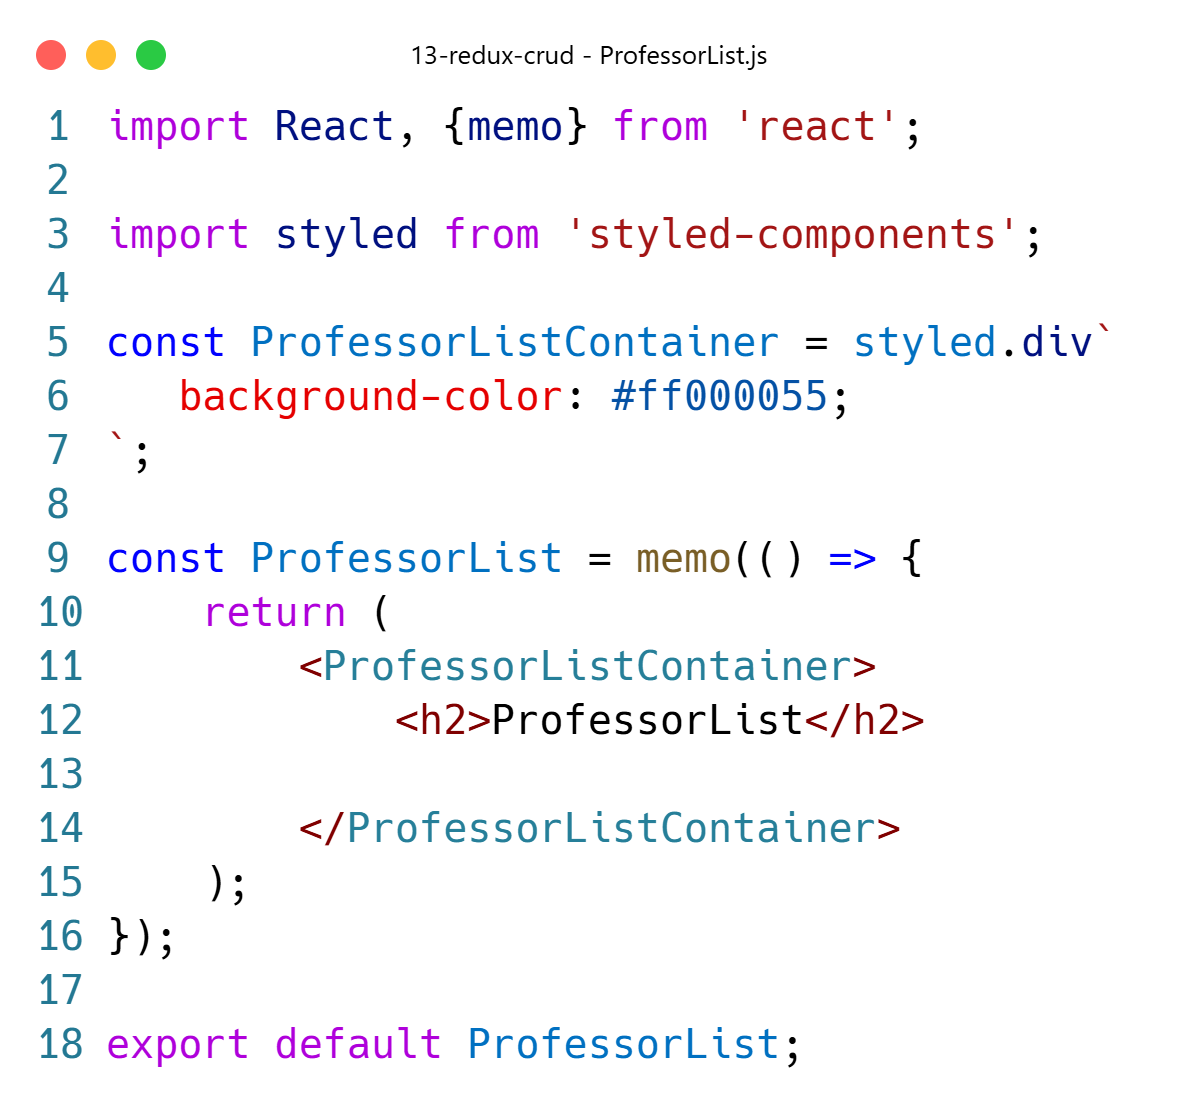 13-redux-crud - ProfessorList.js
1 import React, {memo} from 'react';
2
3 import styled from 'styled-components';
4
5 const ProfessorListContainer = styled.div`
6    background-color: #ff000055;
7 `;
8
9 const ProfessorList = memo(() => {
10     return (
11         <ProfessorListContainer>
12             <h2>ProfessorList</h2>
13
14         </ProfessorListContainer>
15     );
16 });
17
18 export default ProfessorList;